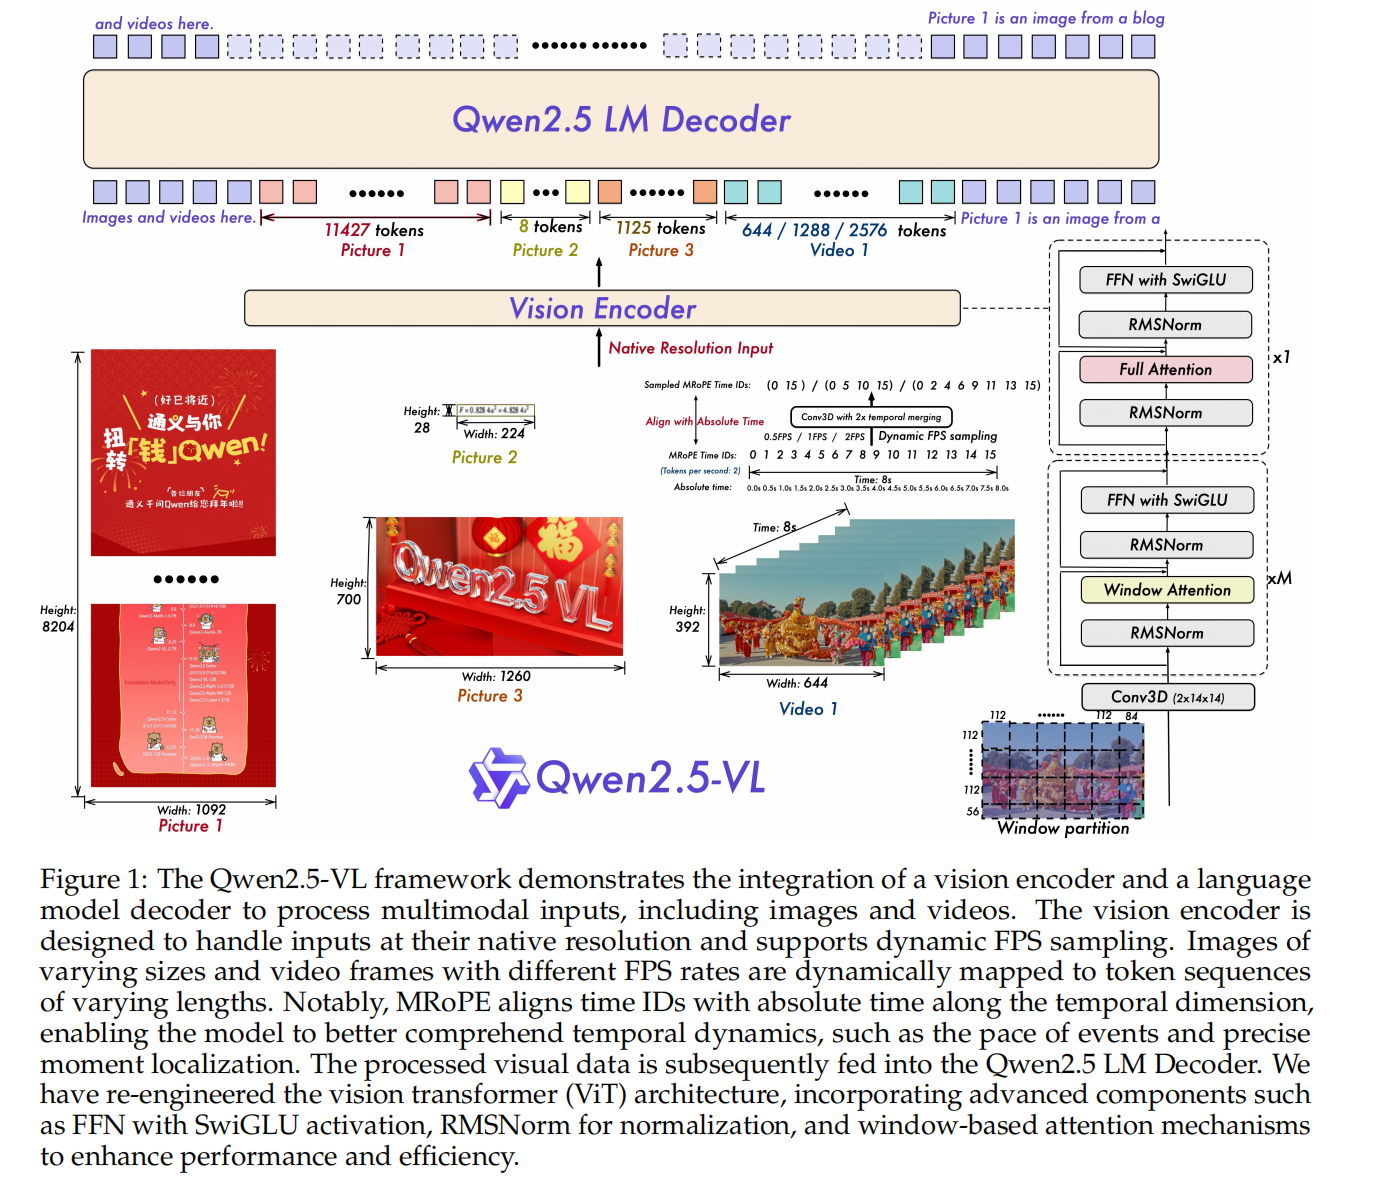 and videos here.
Picture 1 is an image from a blog
Qwen2.5 LM Decoder
Images and videos here.
Picture 1 is an image from a
11427 tokens
Picture 1
8 tokens
Picture 2
1125 tokens
Picture 3
644 / 1288 / 2576 tokens
Video 1
Vision Encoder
Native Resolution Input
Height:
8204
(好已将近)
通义与你
扭转「钱」Qwen!
各位朋友
通义千问Qwen给您拜年啦!!
Foundation Model Party
Width: 1092
Picture 1
Height:
28
Width: 224
Picture 2
Height:
700
福
福
Qwen2.5 VL
Width: 1260
Picture 3
Sampled MRoPE Time IDs: (0 15 ) / (0 5 10 15) / (0 2 4 6 9 11 13 15)
Align with Absolute Time
Conv3D with 2x temporal merging
0.5FPS / 1FPS / 2FPS Dynamic FPS sampling
MRoPE Time IDs: 0 1 2 3 4 5 6 7 8 9 10 11 12 13 14 15
(Tokens per second: 2)
Time: 8s
Absolute time: 0.0s 0.5s 1.0s 1.5s 2.0s 2.5s 3.0s 3.5s 4.0s 4.5s 5.0s 5.5s 6.0s 6.5s 7.0s 7.5s 8.0s
Time: 8s
Height:
392
Width: 644
Video 1
Qwen2.5-VL
FFN with SwiGLU
RMSNorm
Full Attention
RMSNorm
x1
FFN with SwiGLU
RMSNorm
Window Attention
RMSNorm
xM
Conv3D (2x14x14)
112 112 84
112
112
56
Window partition
Figure 1: The Qwen2.5-VL framework demonstrates the integration of a vision encoder and a language
model decoder to process multimodal inputs, including images and videos. The vision encoder is
designed to handle inputs at their native resolution and supports dynamic FPS sampling. Images of
varying sizes and video frames with different FPS rates are dynamically mapped to token sequences
of varying lengths. Notably, MRoPE aligns time IDs with absolute time along the temporal dimension,
enabling the model to better comprehend temporal dynamics, such as the pace of events and precise
moment localization. The processed visual data is subsequently fed into the Qwen2.5 LM Decoder. We
have re-engineered the vision transformer (ViT) architecture, incorporating advanced components such
as FFN with SwiGLU activation, RMSNorm for normalization, and window-based attention mechanisms
to enhance performance and efficiency.